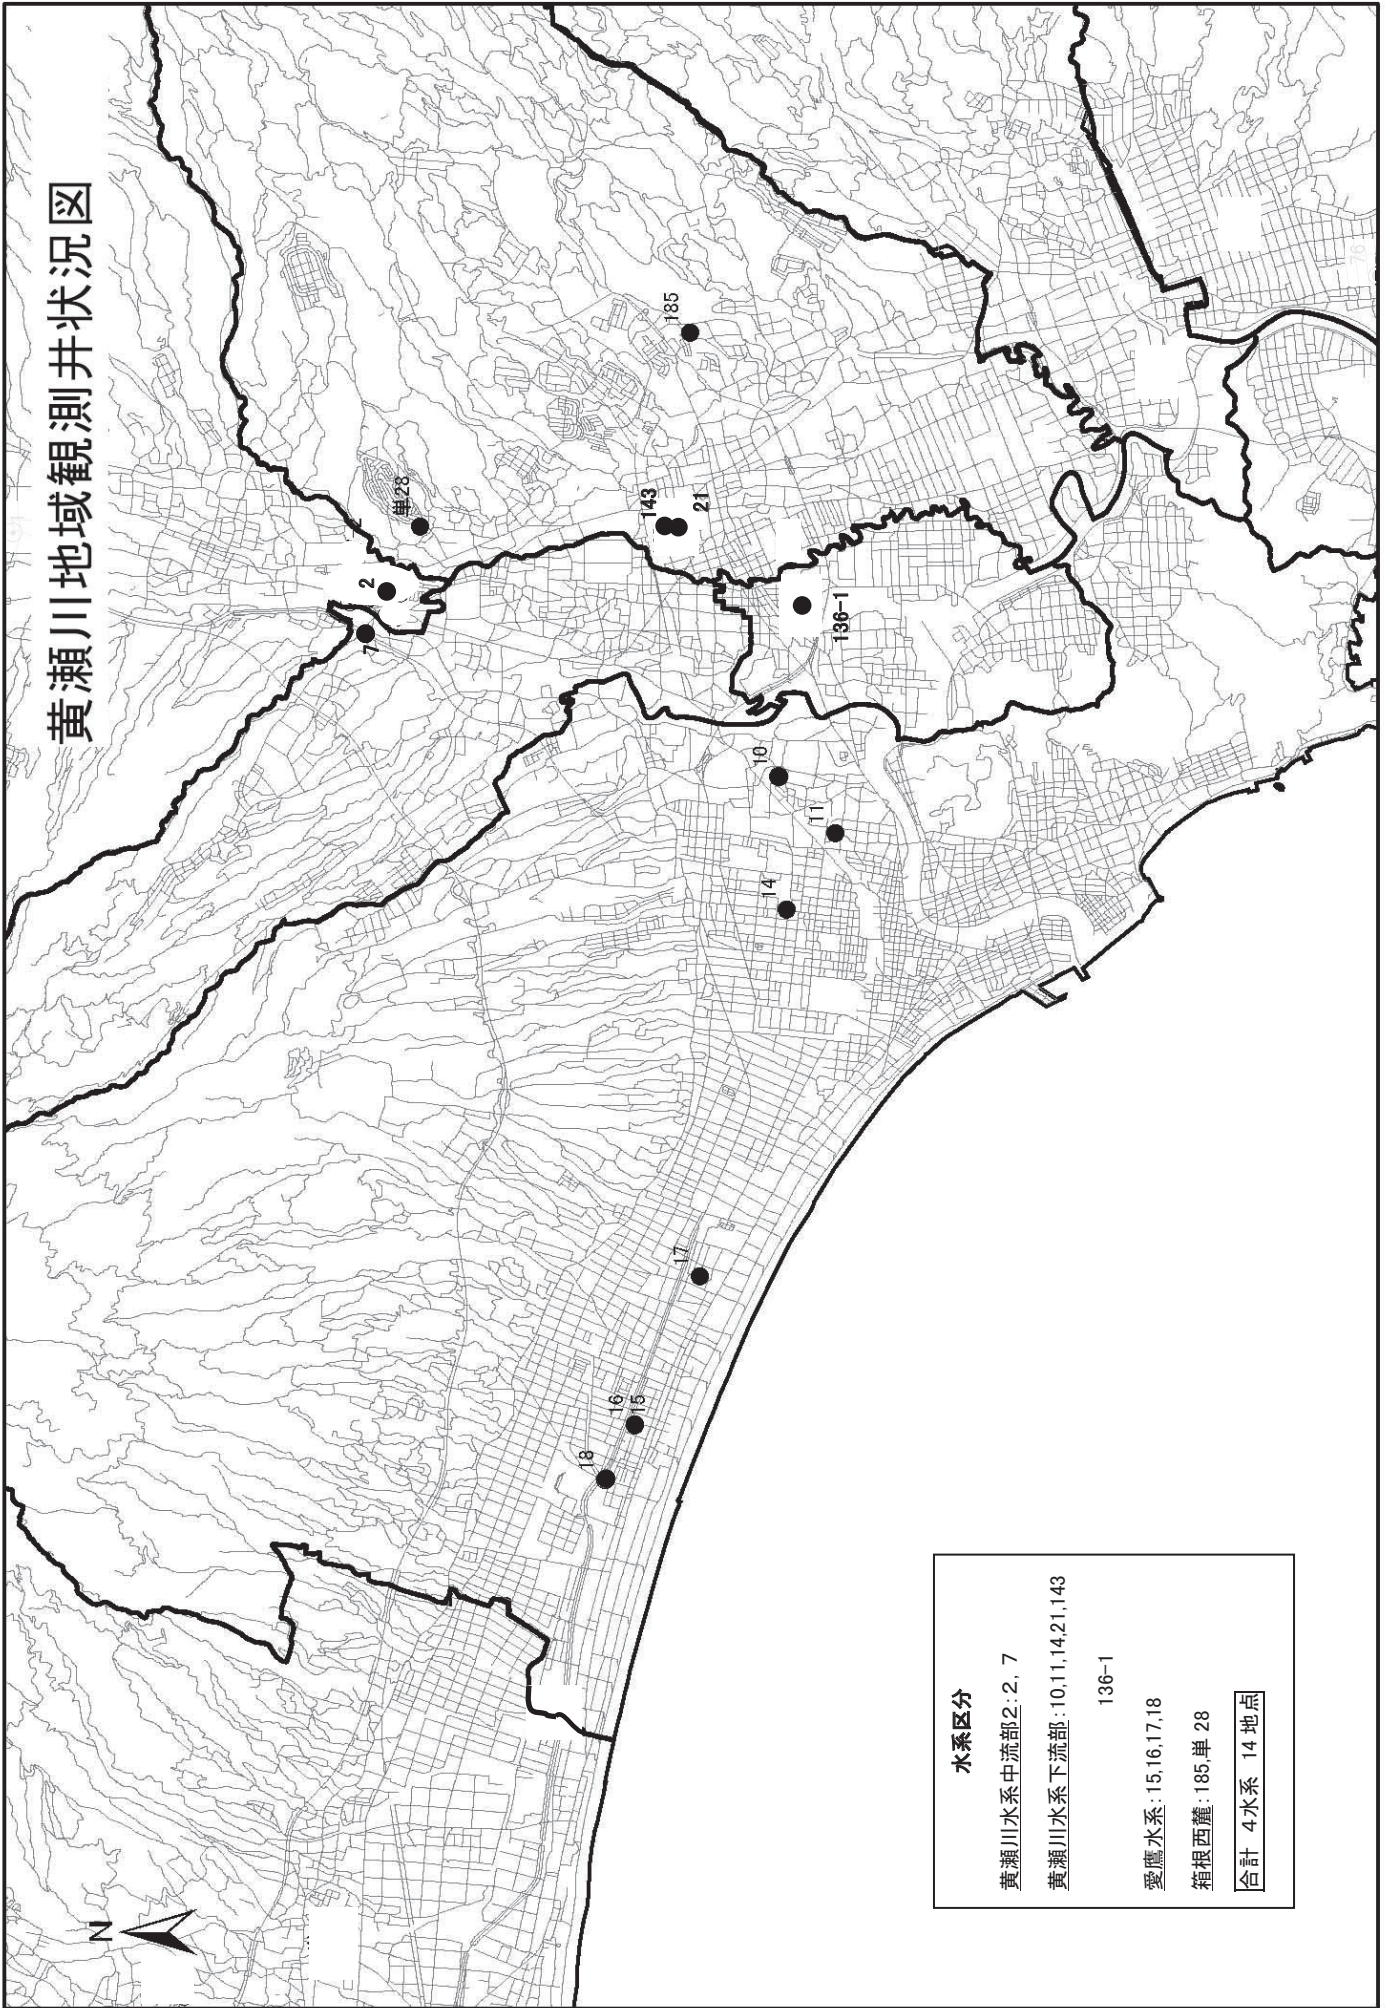 黄瀬川地域観測井状況図
N
18
16
15
17
14
11
10
7
2
単28
143
21
136-1
185
水系区分
黄瀬川水系中流部2:2, 7
黄瀬川水系下流部:10,11,14,21,143
136-1
愛鷹水系:15,16,17,18
箱根西麓:185,単 28
合計 4水系 14 地点